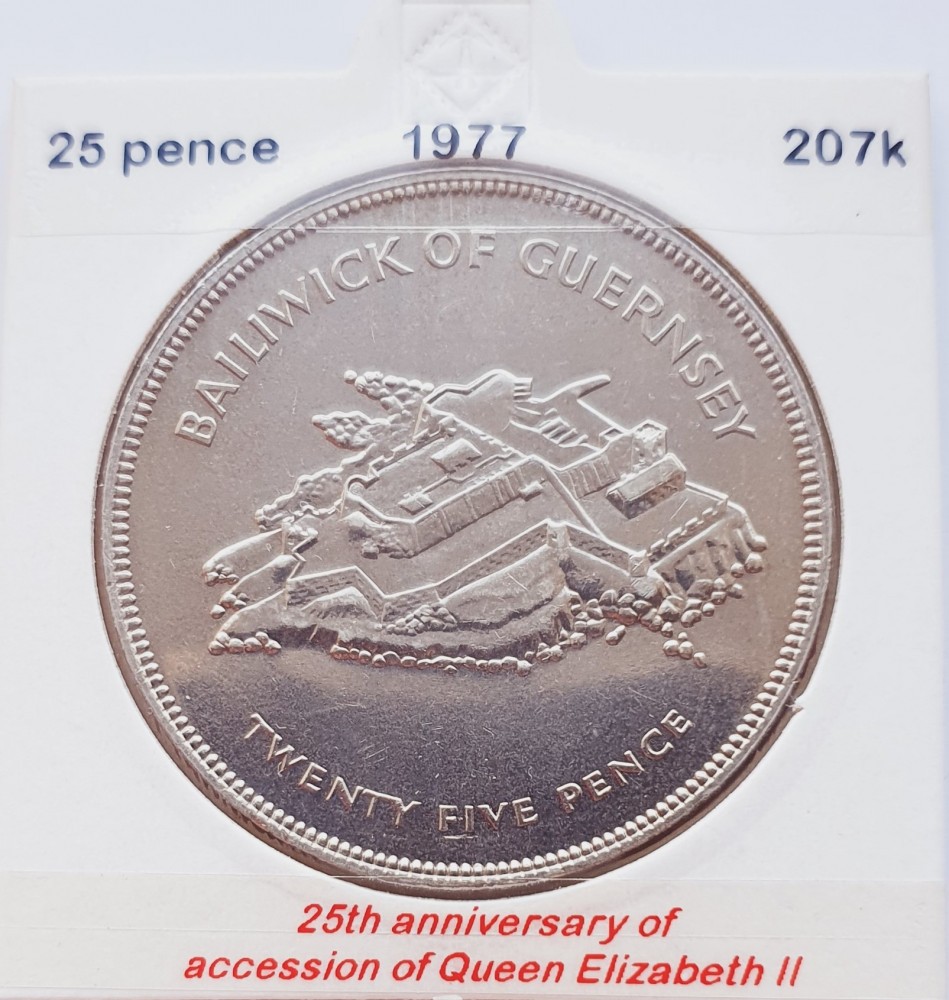 25 pence 1977 207k
BAILIWICK OF GUERNSEY
TWENTY FIVE PENCE
25th anniversary of
accession of Queen Elizabeth II